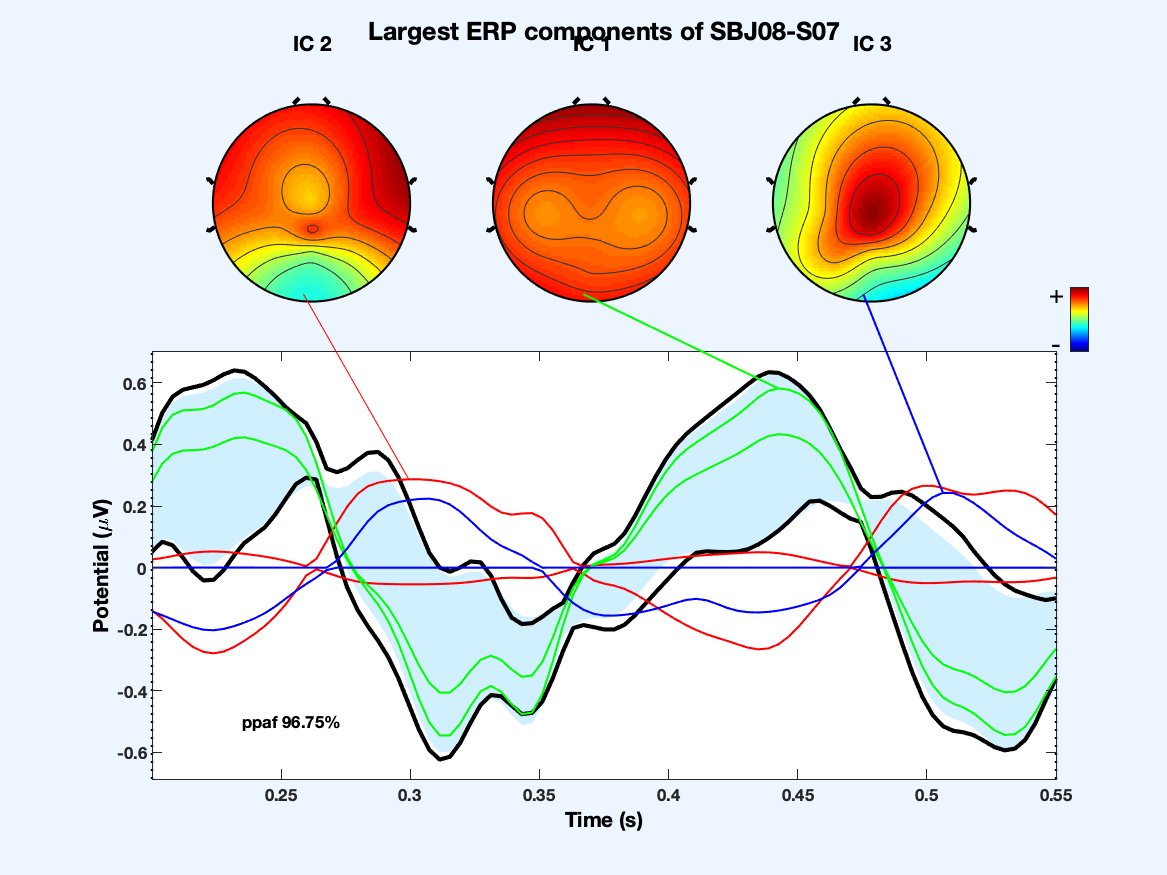 Largest ERP components of SBJ08-S07
IC 2
IC 1
IC 3
+
-
0.6
0.4
0.2
0
-0.2
-0.4
-0.6
Potential (μV)
ppaf 96.75%
0.25
0.3
0.35
0.4
0.45
0.5
0.55
Time (s)